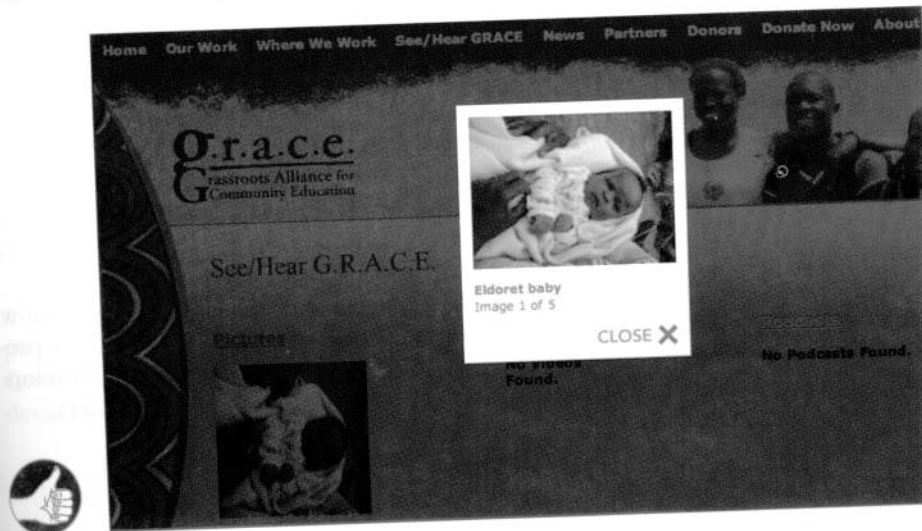 Home Our Work Where We Work See/Hear GRACE News Partners Donors Donate Now About
g.r.a.c.e.
Grassroots Alliance for
Community Education
See/Hear G.R.A.C.E.
Eldoret baby
Image 1 of 5
CLOSE X
Pictures
No Videos
Found.
Podcasts
No Podcasts Found.